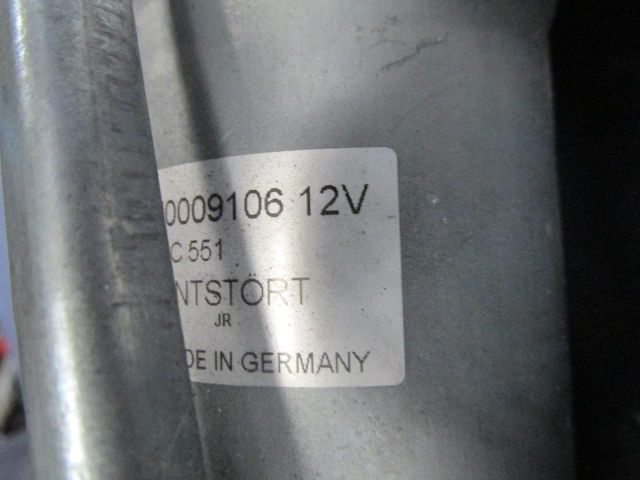 0009106 12V
C 551
NTSTÖRT
JR
DE IN GERMANY